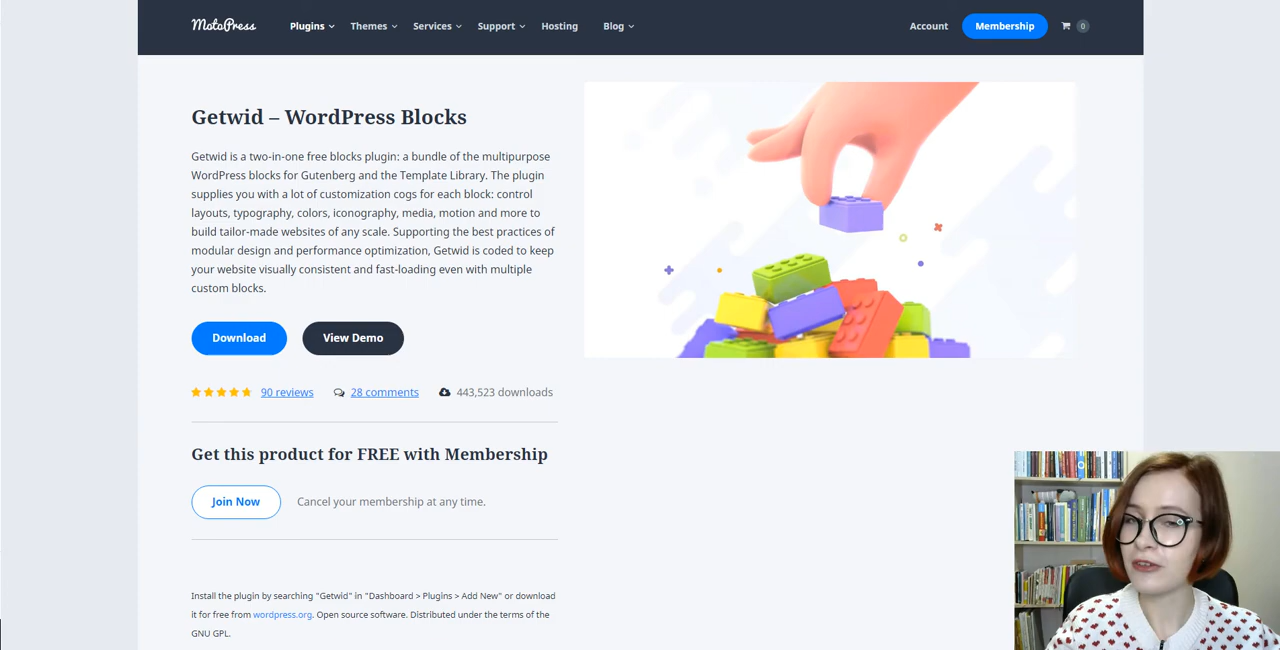 MotoPress Plugins Themes Services Support Hosting Blog Account Membership 0
Getwid – WordPress Blocks
Getwid is a two-in-one free blocks plugin: a bundle of the multipurpose
WordPress blocks for Gutenberg and the Template Library. The plugin
supplies you with a lot of customization cogs for each block: control
layouts, typography, colors, iconography, media, motion and more to
build tailor-made websites of any scale. Supporting the best practices of
modular design and performance optimization, Getwid is coded to keep
your website visually consistent and fast-loading even with multiple
custom blocks.
Download View Demo
90 reviews 28 comments 443,523 downloads
Get this product for FREE with Membership
Join Now Cancel your membership at any time.
Install the plugin by searching "Getwid" in "Dashboard > Plugins > Add New" or download
it for free from wordpress.org. Open source software. Distributed under the terms of the
GNU GPL.